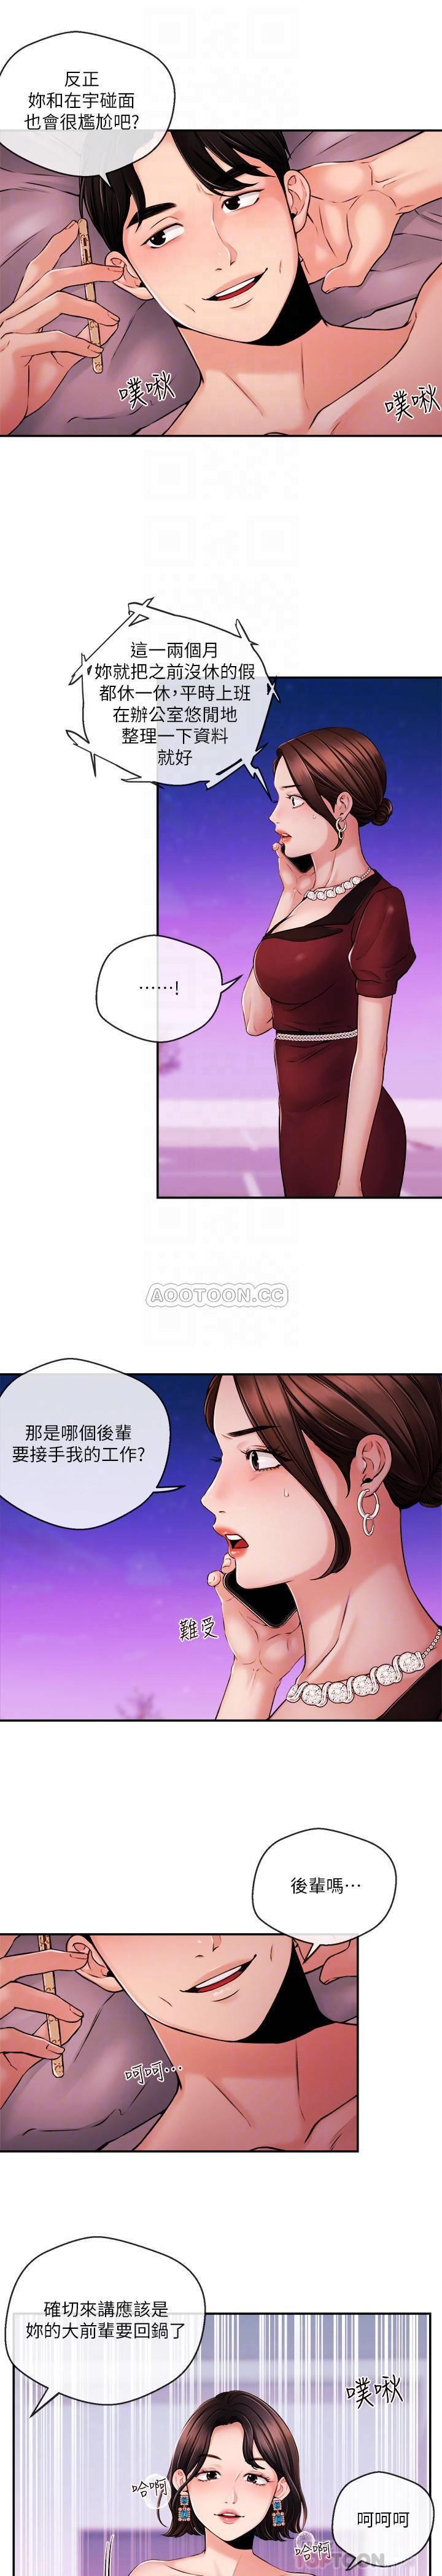 反正
妳和在宇碰面
也會很尷尬吧?
噗啾
噗啾
這一兩個月
妳就把之前沒休的假
都休一休,平時上班
在辦公室悠閒地
整理一下資料
就好
……!
AOOTOON.CC
那是哪個後輩
要接手我的工作?
難受
後輩嗎…
呵呵…
確切來講應該是
妳的大前輩要回鍋了
噗啾
哈啊
哈啊
呵呵呵